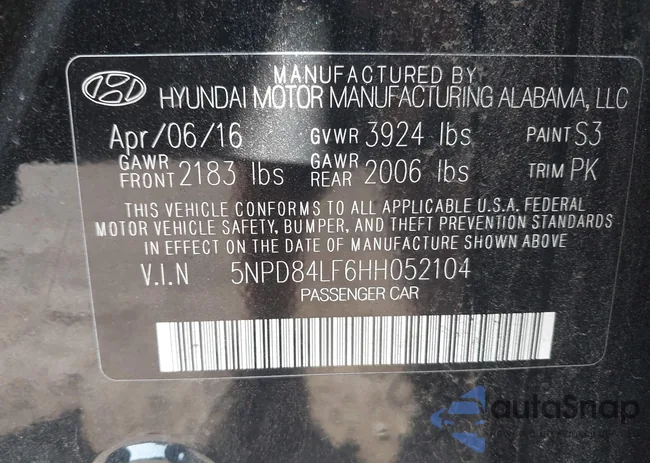 MANUFACTURED BY
HYUNDAI MOTOR MANUFACTURING ALABAMA, LLC
Apr/06/16 GVWR 3924 lbs PAINT S3
GAWR FRONT 2183 lbs GAWR REAR 2006 lbs TRIM PK
THIS VEHICLE CONFORMS TO ALL APPLICABLE U.S.A. FEDERAL
MOTOR VEHICLE SAFETY, BUMPER, AND THEFT PREVENTION STANDARDS
IN EFFECT ON THE DATE OF MANUFACTURE SHOWN ABOVE
V.I.N 5NPD84LF6HH052104
PASSENGER CAR
autoSnap